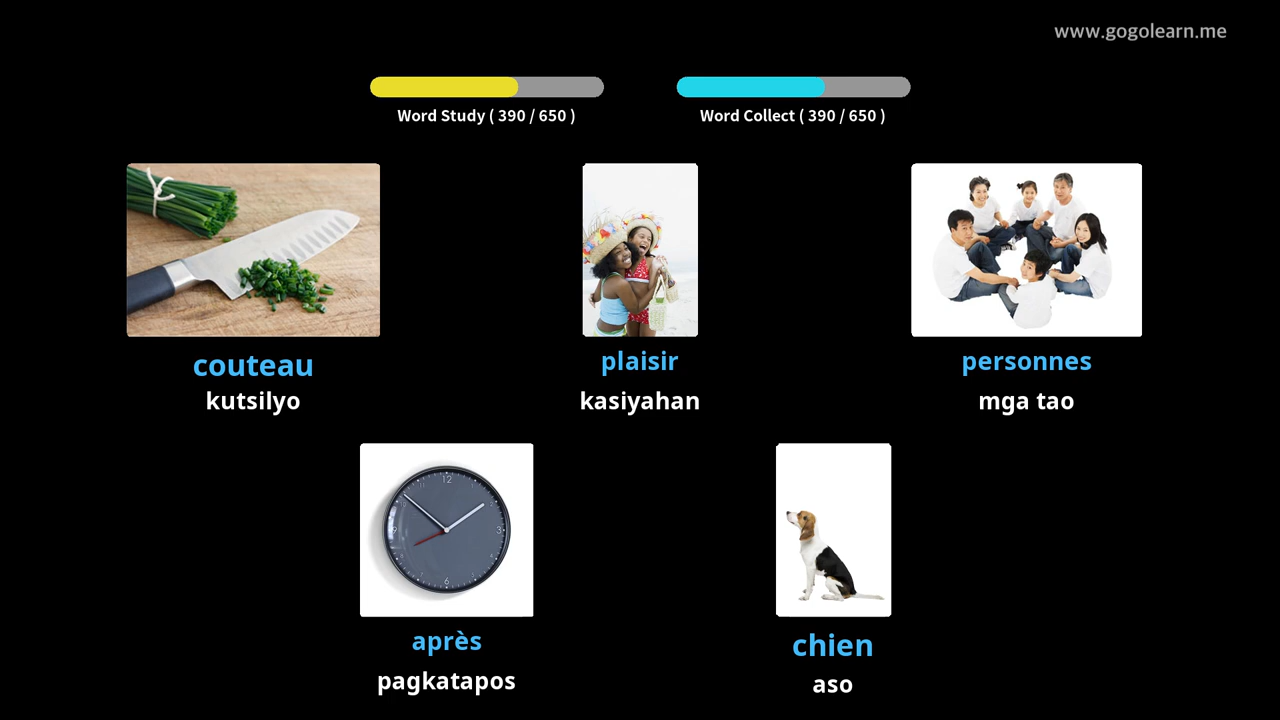 www.gogolearn.me
Word Study ( 390 / 650 )
Word Collect ( 390 / 650 )
couteau
kutsilyo
plaisir
kasiyahan
personnes
mga tao
après
pagkatapos
chien
aso